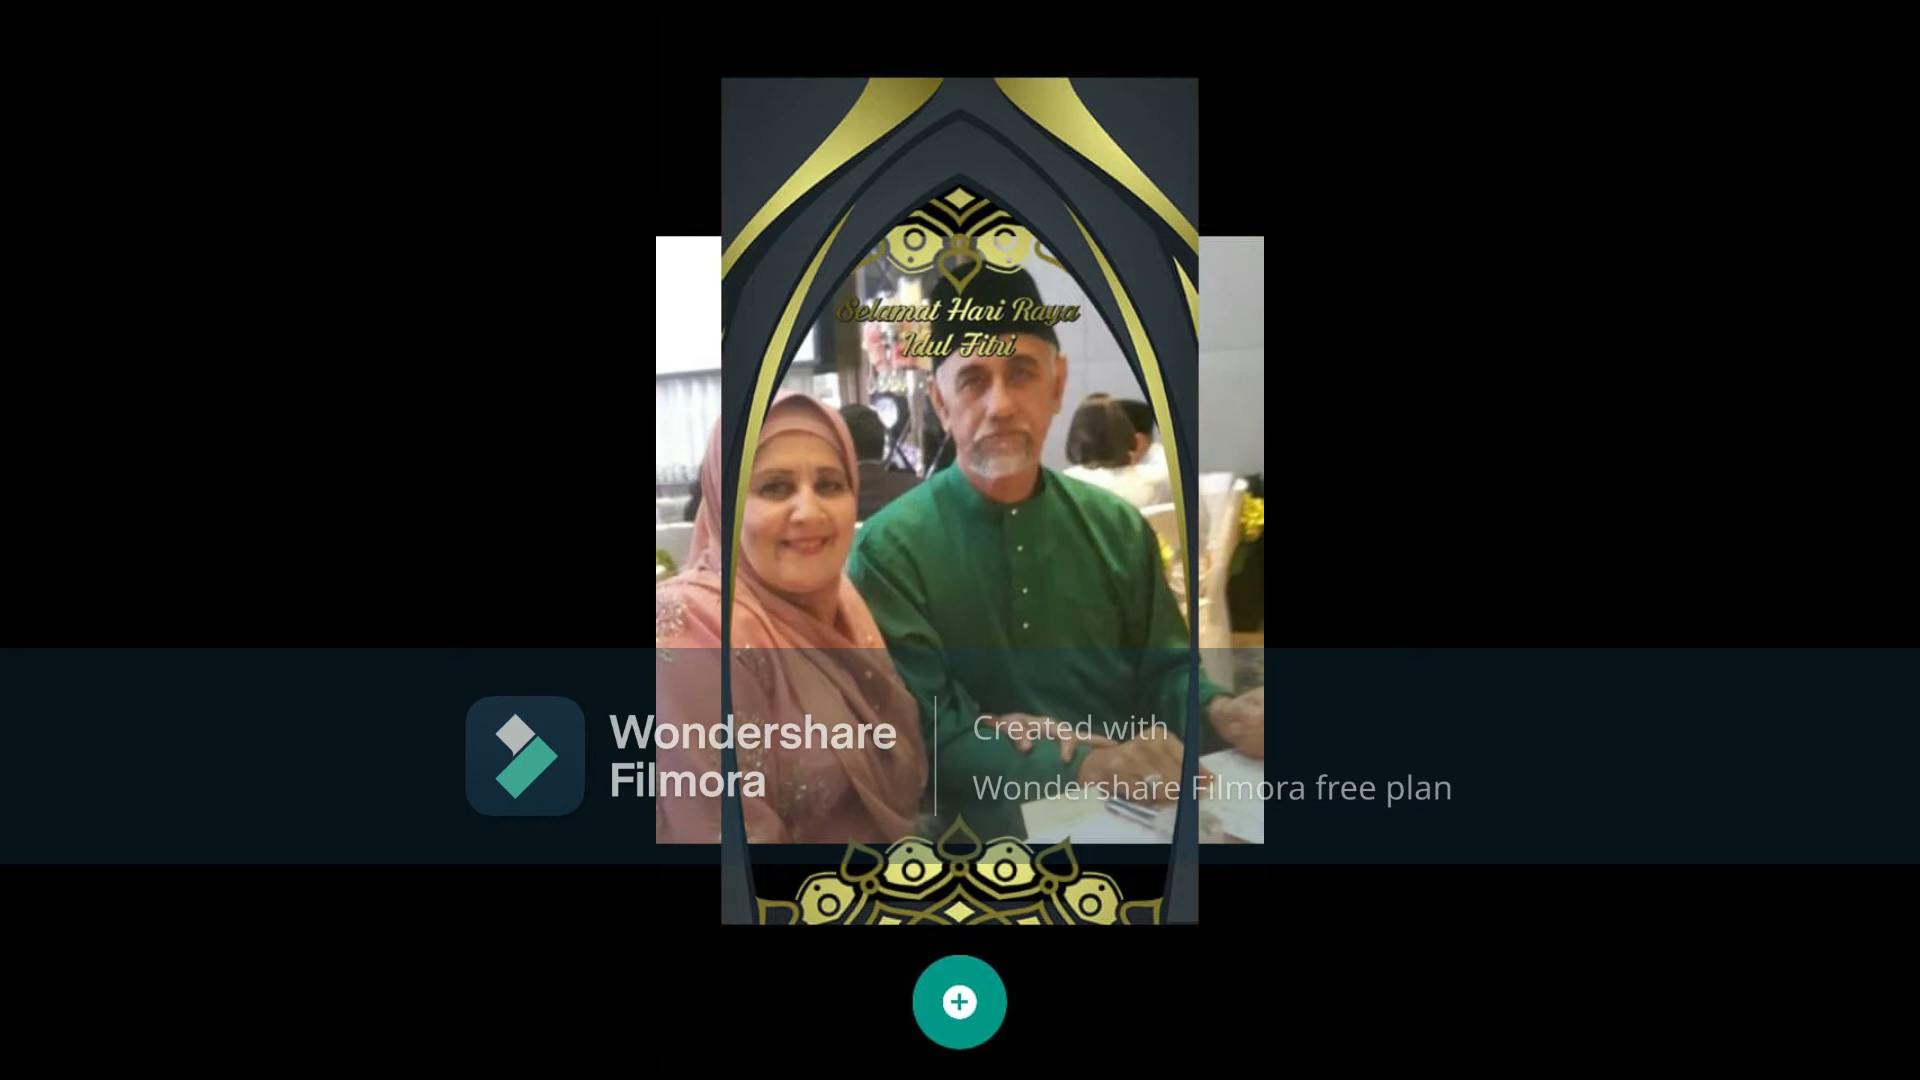 Selamat Hari Raya
Idul Fitri
Wondershare
Filmora
Created with
Wondershare Filmora free plan